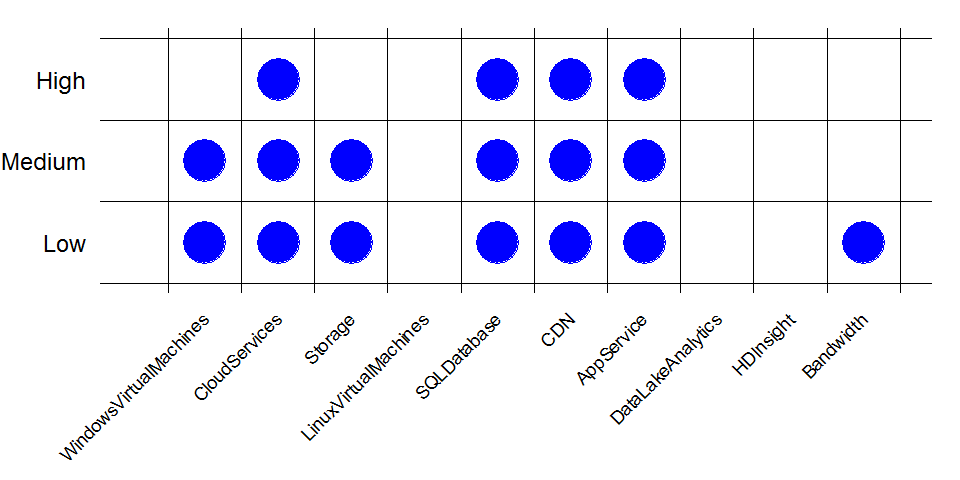 High
Medium
Low
WindowsVirtualMachines
CloudServices
Storage
LinuxVirtualMachines
SQLDatabase
CDN
AppService
DataLakeAnalytics
HDInsight
Bandwidth